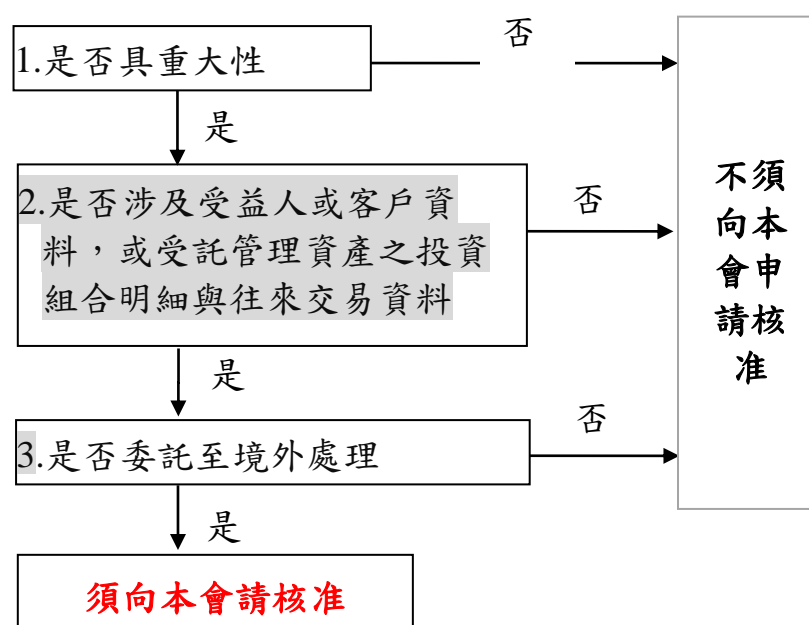 1.是否具重大性
否
是
2.是否涉及受益人或客戶資
料，或受託管理資產之投資
組合明細與往來交易資料
否
是
3.是否委託至境外處理
否
是
須向本會請核准
不須
向本
會申
請核
准